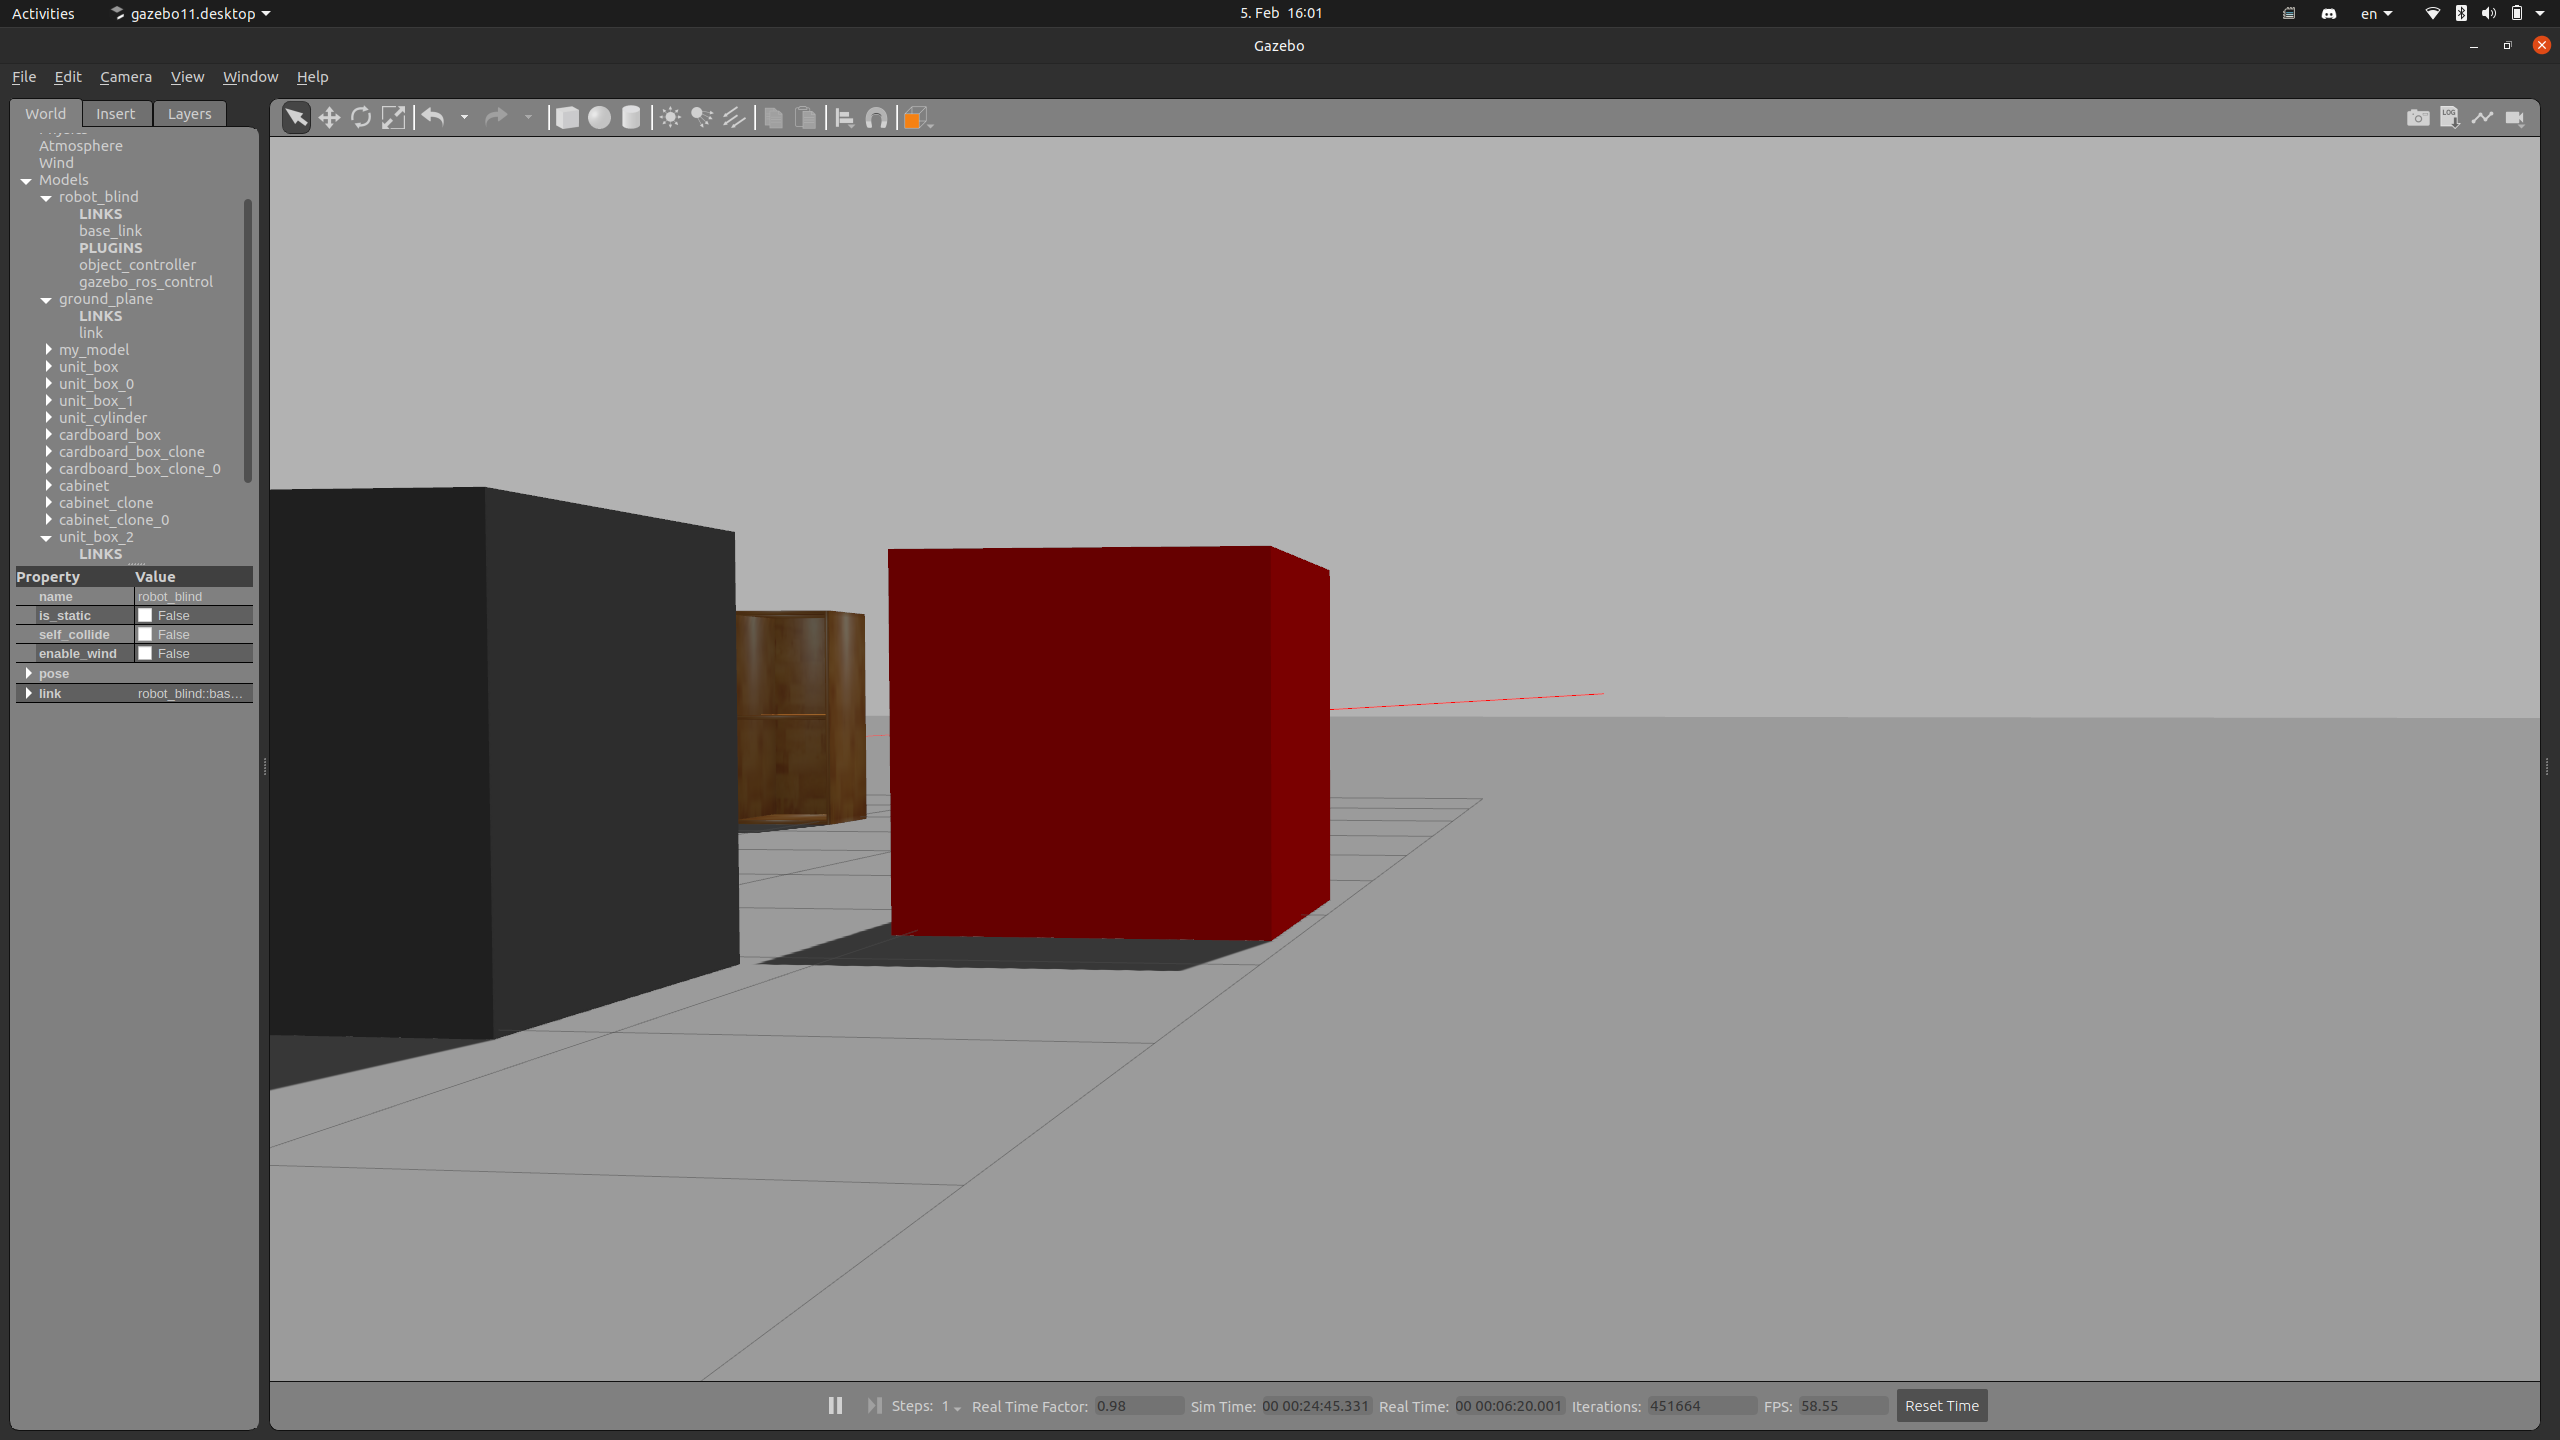 Activities
gazebo11.desktop
5. Feb 16:01
en
Gazebo
File Edit Camera View Window Help
World Insert Layers
LOG
Atmosphere
Wind
Models
robot_blind
LINKS
base_link
PLUGINS
object_controller
gazebo_ros_control
ground_plane
LINKS
link
my_model
unit_box
unit_box_0
unit_box_1
unit_cylinder
cardboard_box
cardboard_box_clone
cardboard_box_clone_0
cabinet
cabinet_clone
cabinet_clone_0
unit_box_2
LINKS
Property Value
name robot_blind
is_static False
self_collide False
enable_wind False
pose
link robot_blind::bas...
Steps: 1 Real Time Factor: 0.98 Sim Time: 00 00:24:45.331 Real Time: 00 00:06:20.001 Iterations: 451664 FPS: 58.55 Reset Time